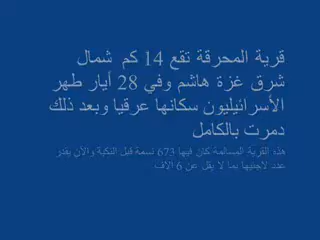 قرية المحرقة تقع 14 كم شمال
شرق غزة هاشم وفي 28 أيار طهر
الأسرائيليون سكانها عرقيا وبعد ذلك
دمرت بالكامل
هذه القرية المسالمة كان فيها 673 نسمة قبل النكبة والآن يقدر
عدد لاجئيها بما لا يقل عن 6 آلاف